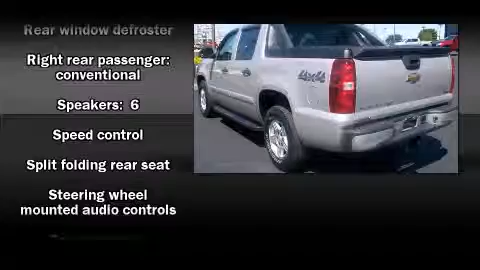 Rear window defroster
Right rear passenger:
conventional
Speakers: 6
Speed control
Split folding rear seat
Steering wheel
mounted audio controls
4x4